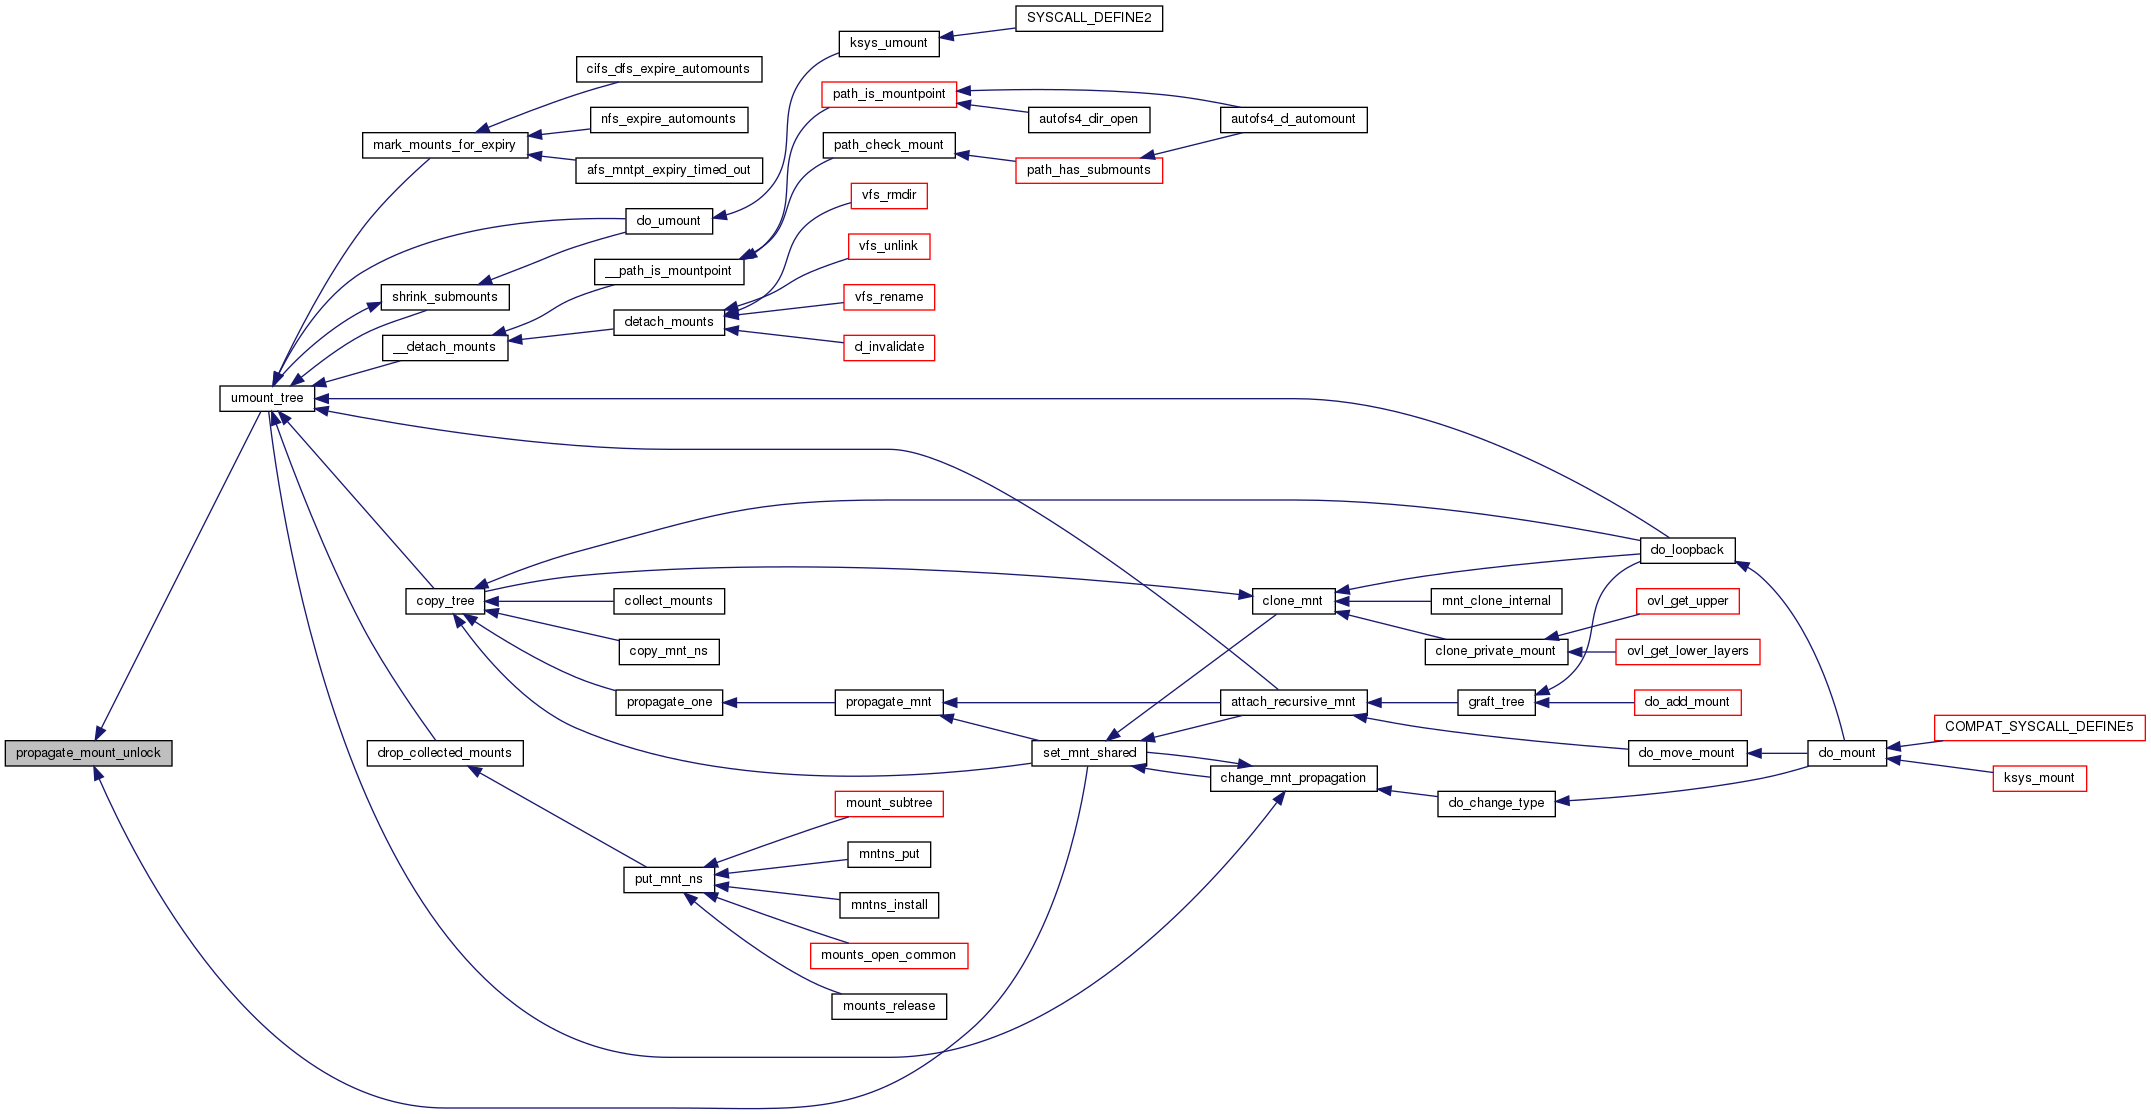 SYSCALL_DEFINE2
ksys_umount
cifs_dfs_expire_automounts
path_is_mountpoint
nfs_expire_automounts
autofs4_dir_open
autofs4_d_automount
mark_mounts_for_expiry
path_check_mount
afs_mntpt_expiry_timed_out
path_has_submounts
vfs_rmdir
do_umount
vfs_unlink
__path_is_mountpoint
shrink_submounts
vfs_rename
detach_mounts
__detach_mounts
d_invalidate
umount_tree
do_loopback
copy_tree
collect_mounts
clone_mnt
mnt_clone_internal
ovl_get_upper
copy_mnt_ns
clone_private_mount
ovl_get_lower_layers
propagate_one
propagate_mnt
attach_recursive_mnt
graft_tree
do_add_mount
COMPAT_SYSCALL_DEFINE5
propagate_mount_unlock
drop_collected_mounts
set_mnt_shared
do_move_mount
do_mount
change_mnt_propagation
ksys_mount
mount_subtree
do_change_type
mntns_put
put_mnt_ns
mntns_install
mounts_open_common
mounts_release